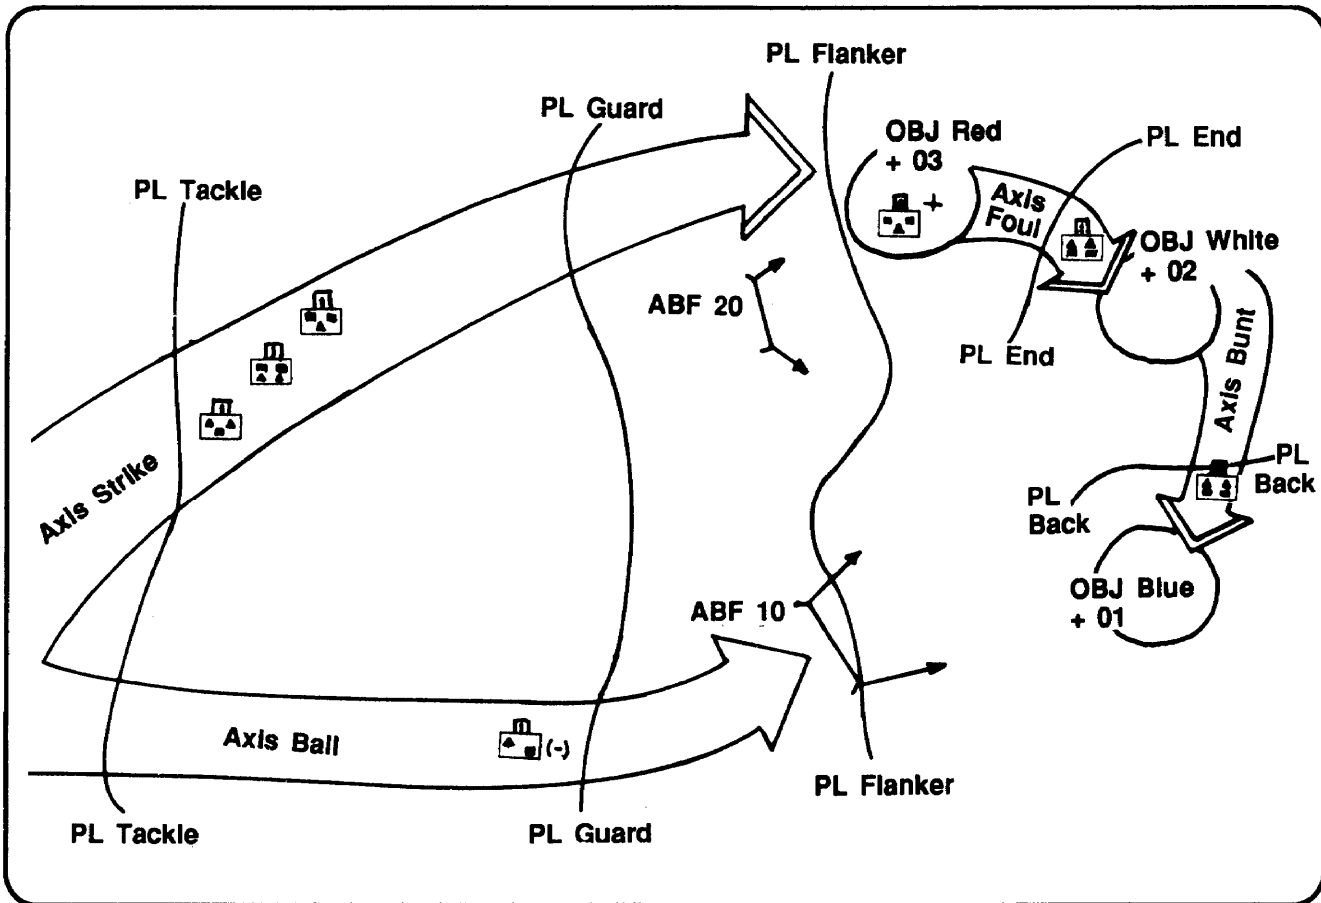 PL Flanker
PL Guard
OBJ Red
+ 03
PL End
PL Tackle
Axis
Foul
OBJ White
+ 02
ABF 20
PL End
Axis Bunt
Axis Strike
PL
Back
PL
Back
ABF 10
OBJ Blue
+ 01
Axis Ball
(-)
PL Flanker
PL Tackle
PL Guard